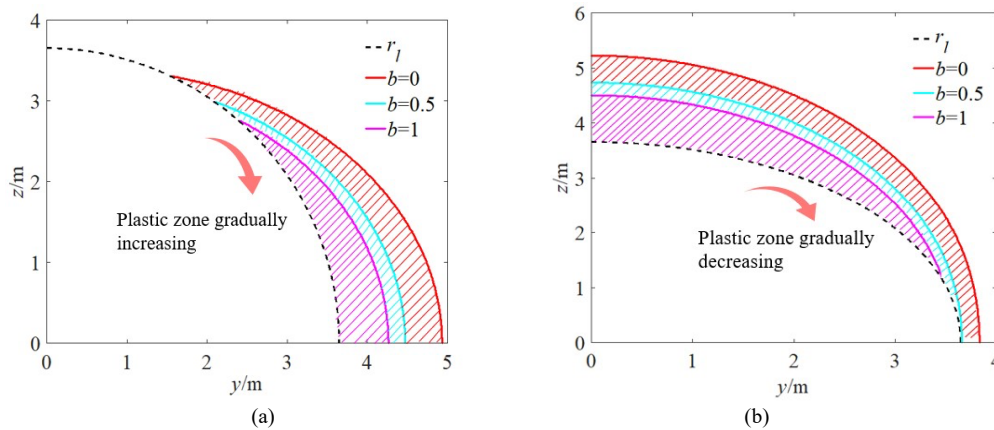 4
3
2
1
0
0
1
2
3
4
5
z/m
y/m
r_l
b=0
b=0.5
b=1
Plastic zone gradually
increasing
(a)
6
5
4
3
2
1
0
0
1
2
3
4
z/m
y/m
r_l
b=0
b=0.5
b=1
Plastic zone gradually
decreasing
(b)